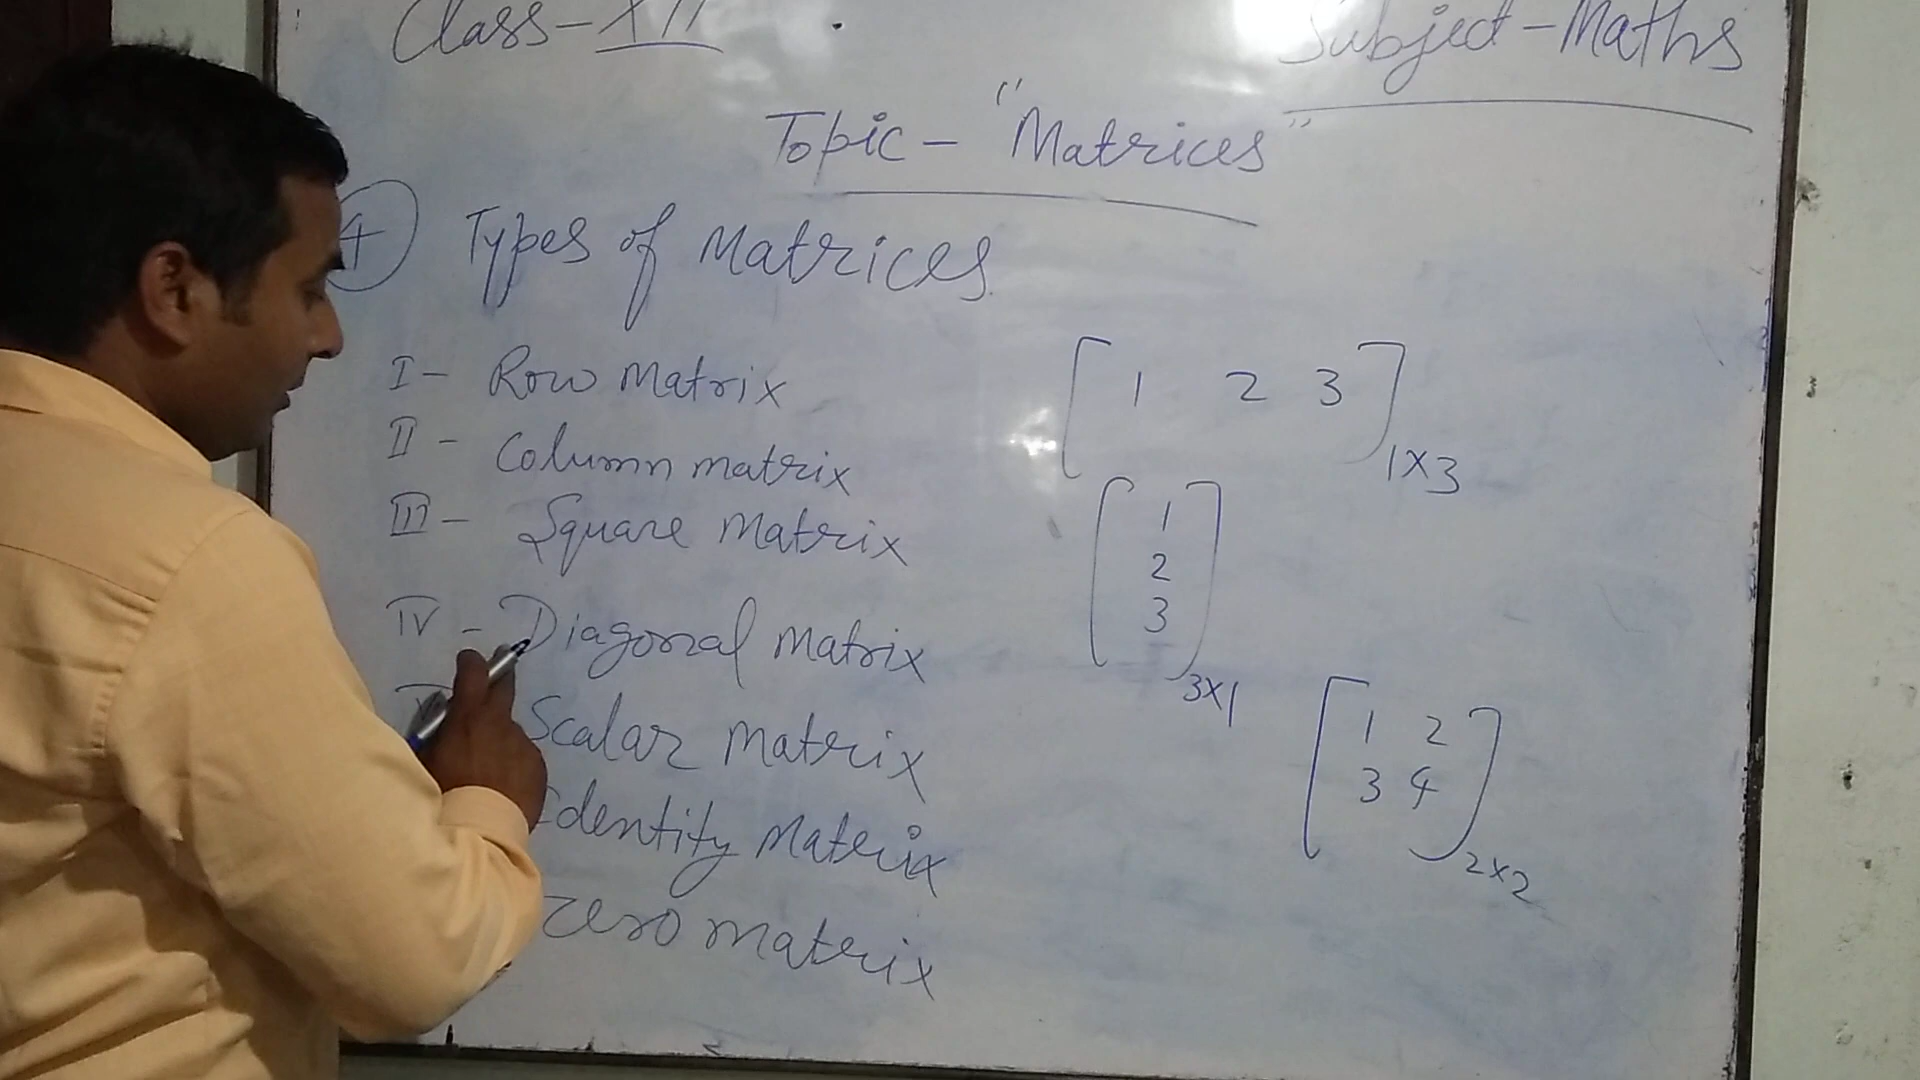 Class - XII
Subject - Maths
Topic - "Matrices"
4 Types of Matrices
I - Row Matrix
II - Column matrix
III - Square Matrix
IV - Diagonal Matrix
Scalar Matrix
Identity Matrix
Zero matrix
[1 2 3] 1x3
[1
2
3] 3x1
[1 2
3 4] 2x2